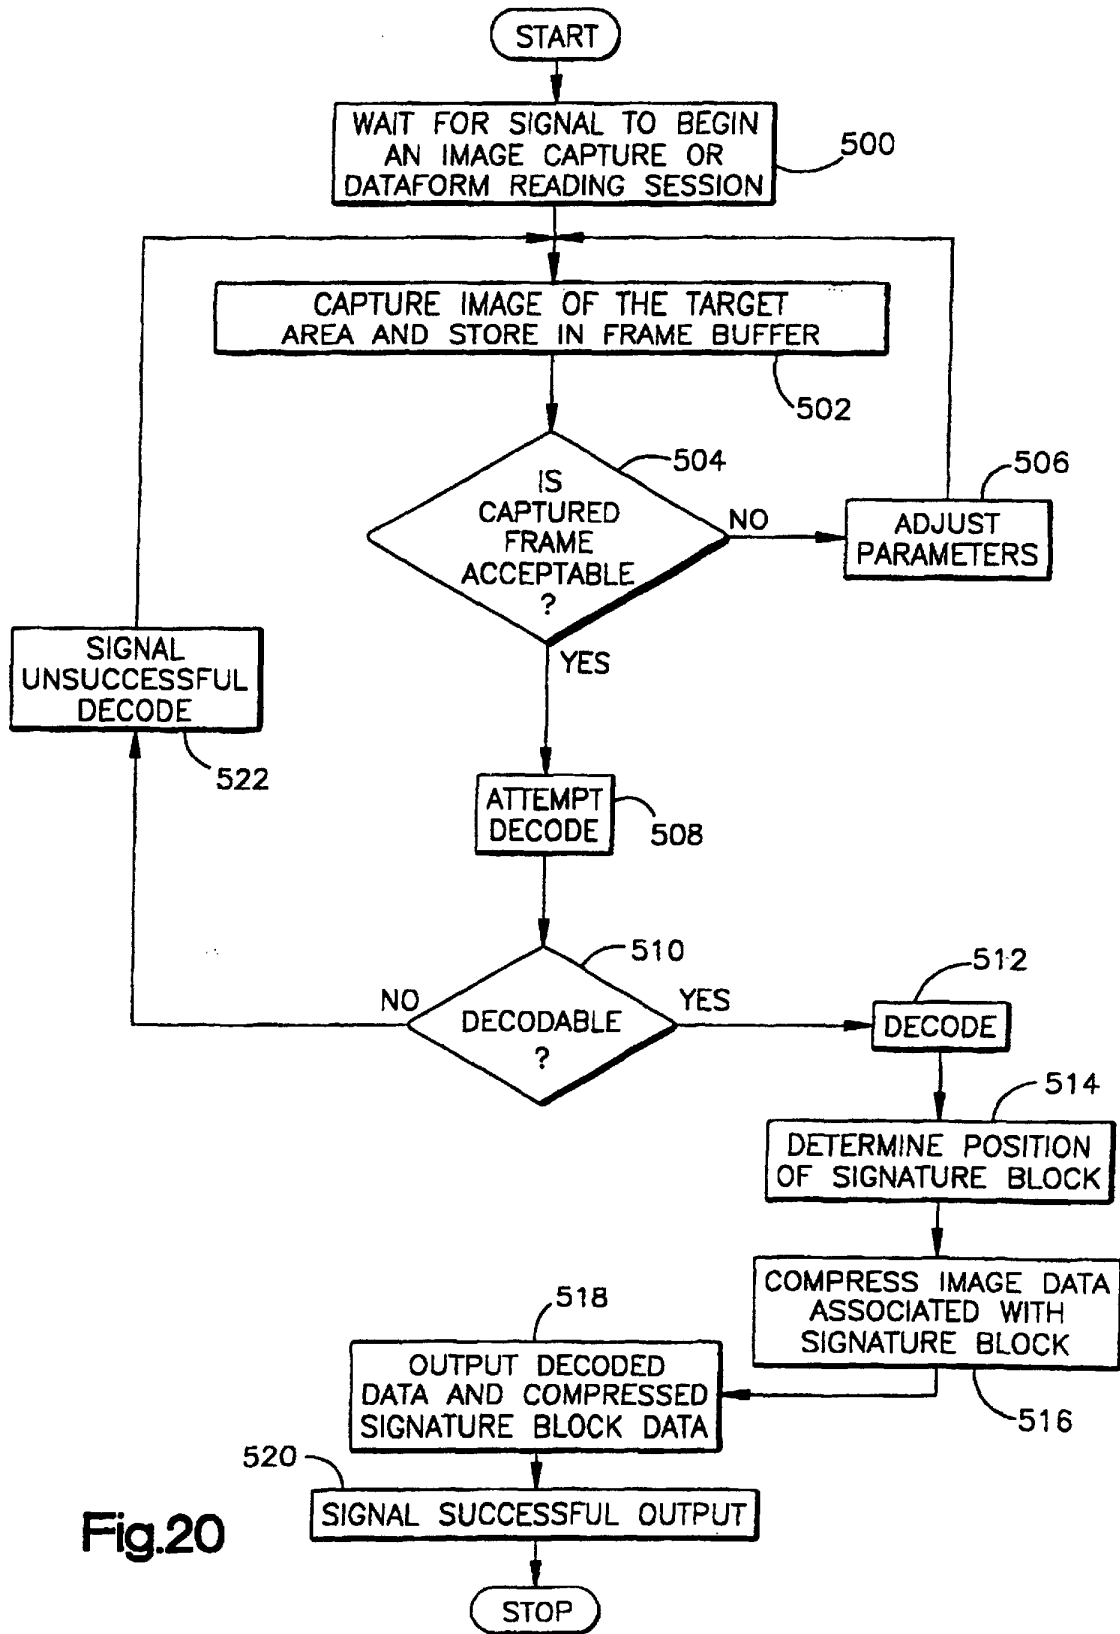 START
WAIT FOR SIGNAL TO BEGIN
AN IMAGE CAPTURE OR
DATAFORM READING SESSION
500
CAPTURE IMAGE OF THE TARGET
AREA AND STORE IN FRAME BUFFER
502
504
IS
CAPTURED
FRAME
ACCEPTABLE
?
NO
506
ADJUST
PARAMETERS
YES
SIGNAL
UNSUCCESSFUL
DECODE
522
ATTEMPT
DECODE
508
510
NO
YES
DECODABLE
?
512
DECODE
514
DETERMINE POSITION
OF SIGNATURE BLOCK
COMPRESS IMAGE DATA
ASSOCIATED WITH
SIGNATURE BLOCK
516
518
OUTPUT DECODED
DATA AND COMPRESSED
SIGNATURE BLOCK DATA
520
SIGNAL SUCCESSFUL OUTPUT
Fig.20
STOP